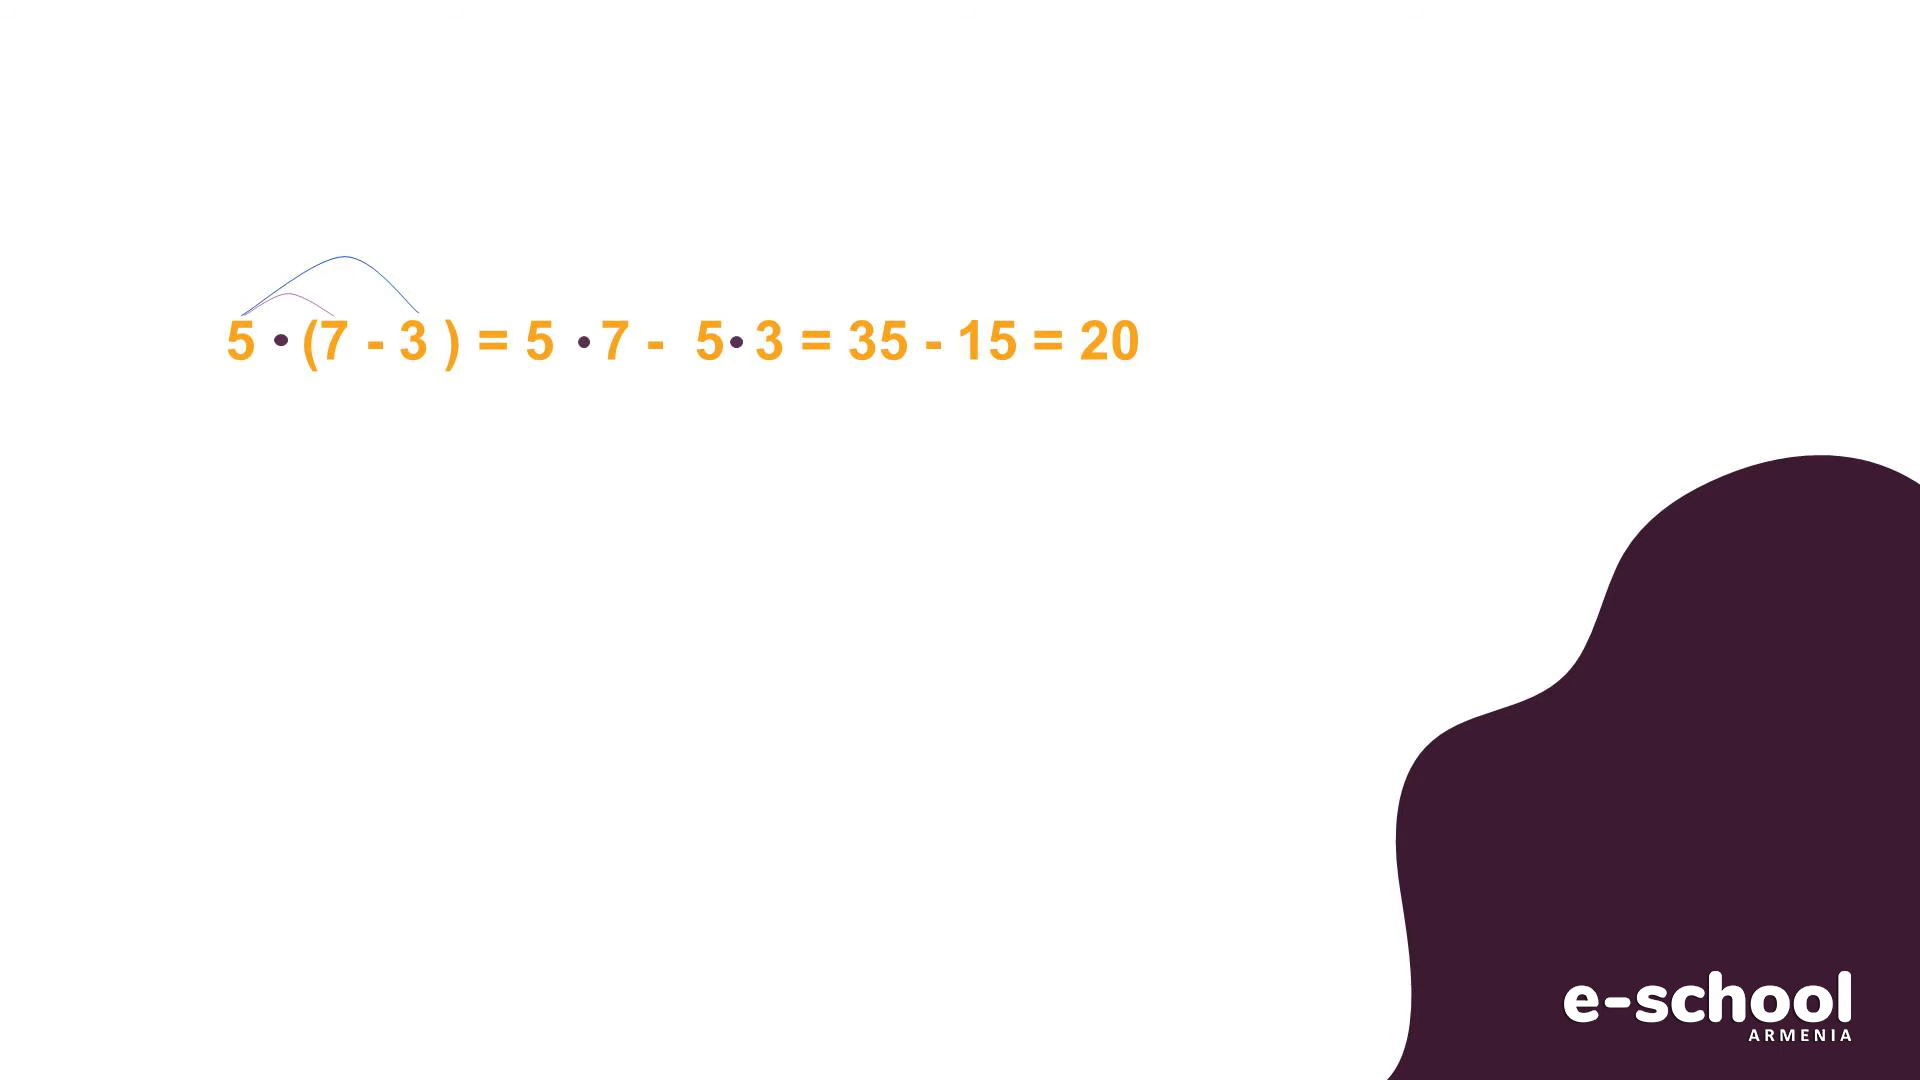 5 •(7 - 3 ) = 5 •7 - 5•3 = 35 - 15 = 20
e-school
ARMENIA